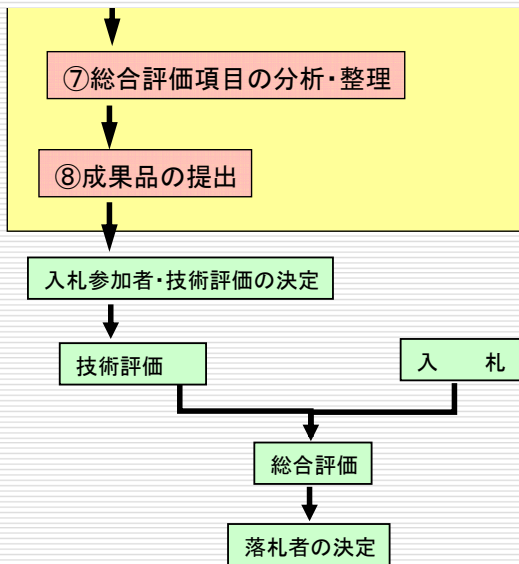 ⑦総合評価項目の分析・整理
⑧成果品の提出
入札参加者・技術評価の決定
技術評価
入 札
総合評価
落札者の決定